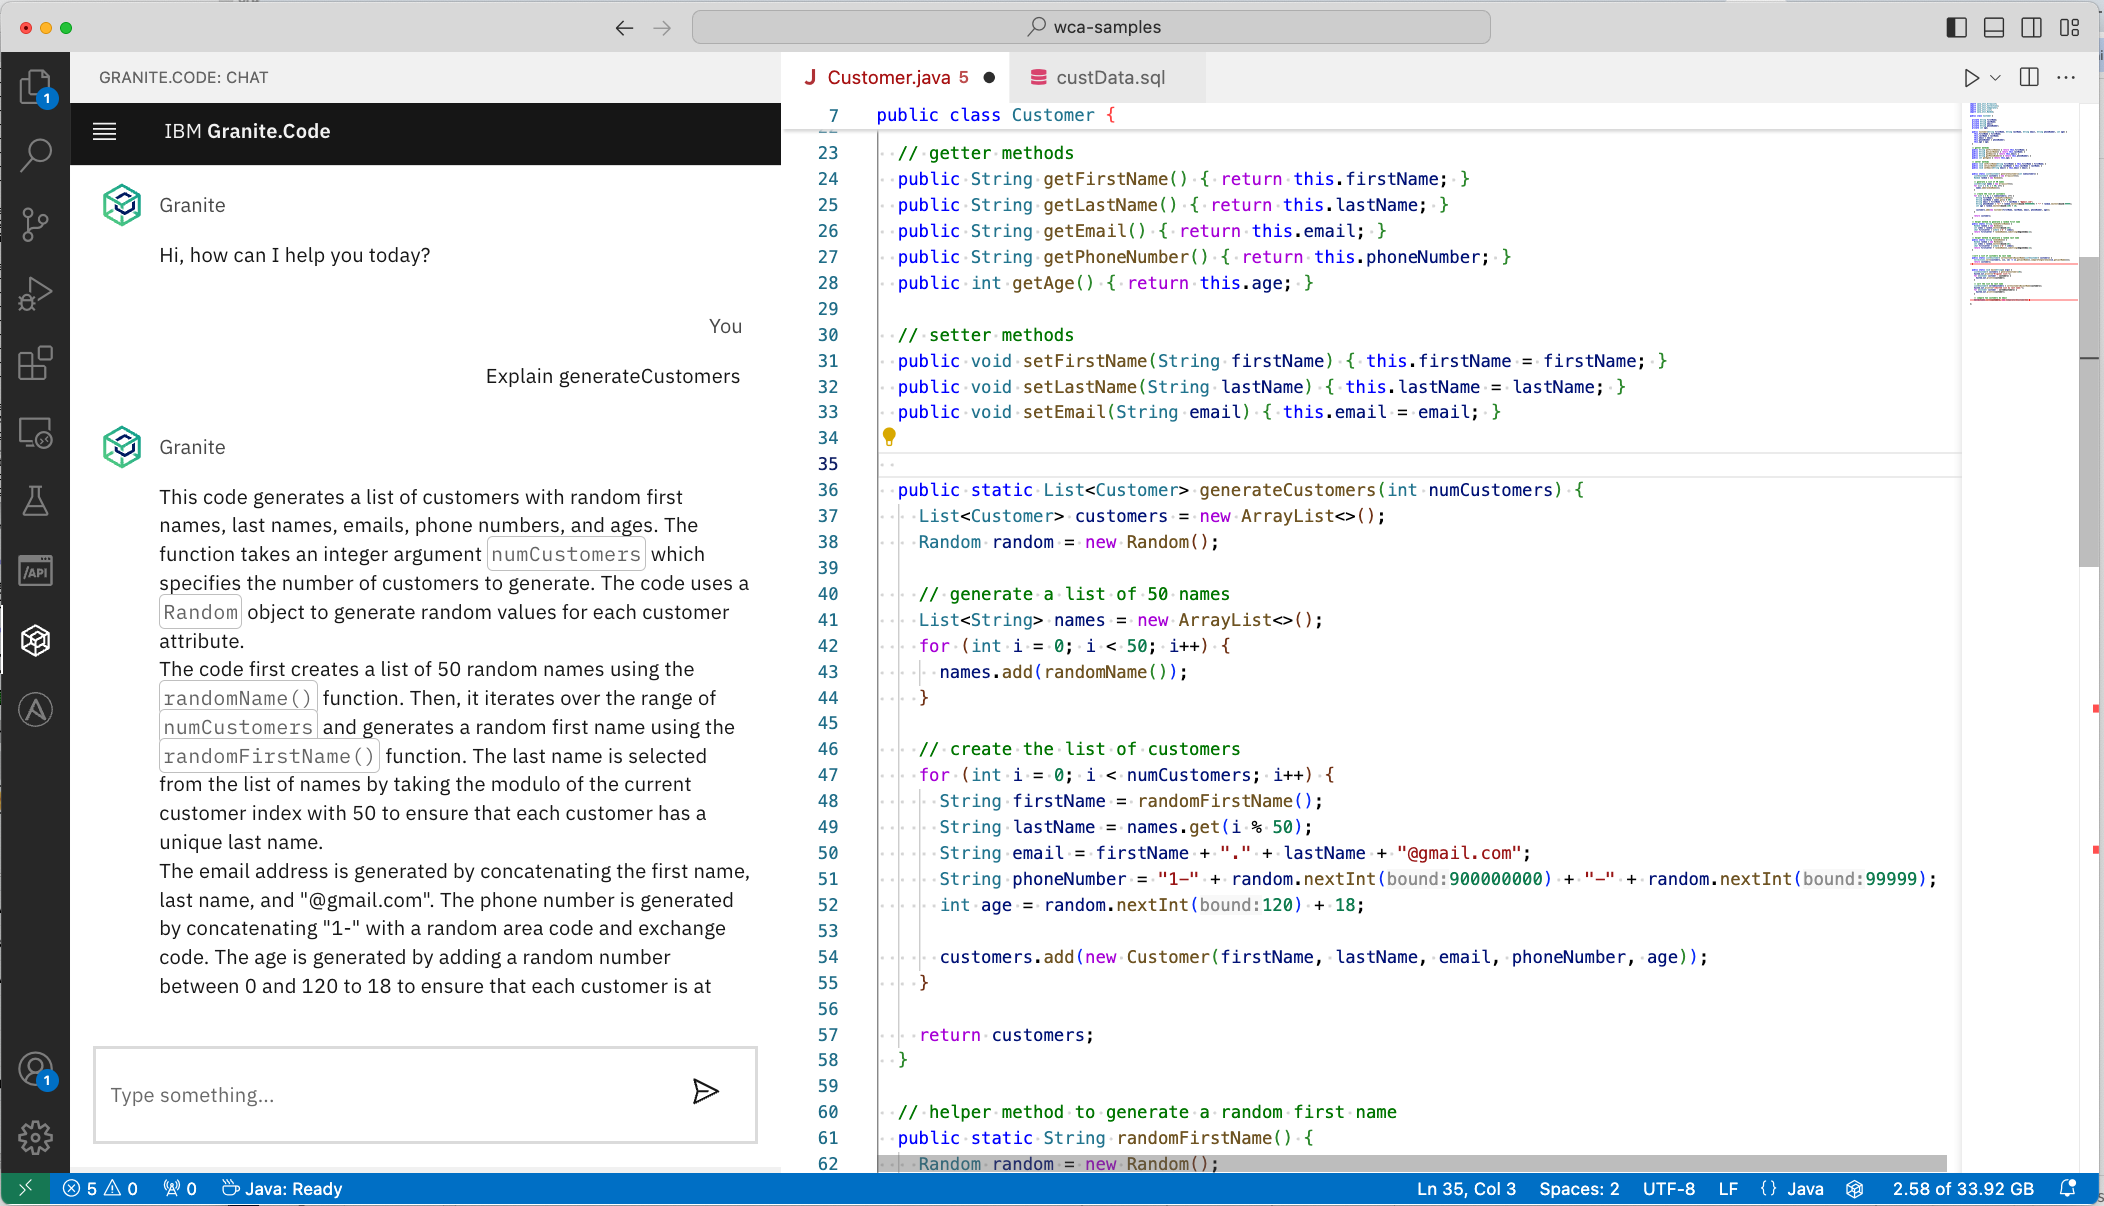 wca-samples
GRANITE.CODE: CHAT
IBM Granite.Code
Granite
Hi, how can I help you today?
You
Explain generateCustomers
Granite
This code generates a list of customers with random first
names, last names, emails, phone numbers, and ages. The
function takes an integer argument numCustomers which
specifies the number of customers to generate. The code uses a
Random object to generate random values for each customer
attribute.
The code first creates a list of 50 random names using the
randomName() function. Then, it iterates over the range of
numCustomers and generates a random first name using the
randomFirstName() function. The last name is selected
from the list of names by taking the modulo of the current
customer index with 50 to ensure that each customer has a
unique last name.
The email address is generated by concatenating the first name,
last name, and "@gmail.com". The phone number is generated
by concatenating "1-" with a random area code and exchange
code. The age is generated by adding a random number
between 0 and 120 to 18 to ensure that each customer is at
Type something...
1
/API
1
J Customer.java 5
custData.sql
7 public class Customer {
23 // getter methods
24 public String getFirstName() { return this.firstName; }
25 public String getLastName() { return this.lastName; }
26 public String getEmail() { return this.email; }
27 public String getPhoneNumber() { return this.phoneNumber; }
28 public int getAge() { return this.age; }
29
30 // setter methods
31 public void setFirstName(String firstName) { this.firstName = firstName; }
32 public void setLastName(String lastName) { this.lastName = lastName; }
33 public void setEmail(String email) { this.email = email; }
34
35
36 public static List<Customer> generateCustomers(int numCustomers) {
37 List<Customer> customers = new ArrayList<>();
38 Random random = new Random();
39
40 // generate a list of 50 names
41 List<String> names = new ArrayList<>();
42 for (int i = 0; i < 50; i++) {
43 names.add(randomName());
44 }
45
46 // create the list of customers
47 for (int i = 0; i < numCustomers; i++) {
48 String firstName = randomFirstName();
49 String lastName = names.get(i % 50);
50 String email = firstName + "." + lastName + "@gmail.com";
51 String phoneNumber = "1-" + random.nextInt(bound:900000000) + "-" + random.nextInt(bound:99999);
52 int age = random.nextInt(bound:120) + 18;
53
54 customers.add(new Customer(firstName, lastName, email, phoneNumber, age));
55 }
56
57 return customers;
58 }
59
60 // helper method to generate a random first name
61 public static String randomFirstName() {
62 Random random = new Random();
5 0 0 Java: Ready
Ln 35, Col 3 Spaces: 2 UTF-8 LF {} Java 2.58 of 33.92 GB